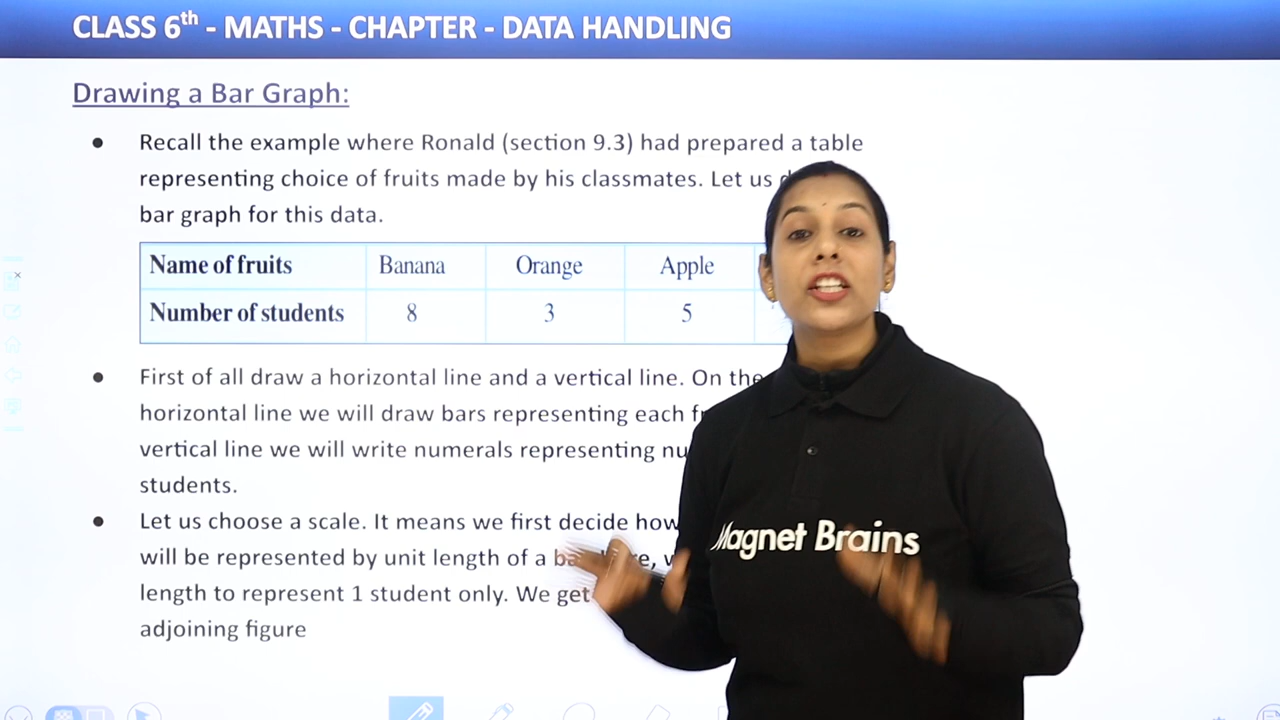 CLASS 6th - MATHS - CHAPTER - DATA HANDLING
Drawing a Bar Graph:
● Recall the example where Ronald (section 9.3) had prepared a table
representing choice of fruits made by his classmates. Let us
bar graph for this data.
Name of fruits Banana Orange Apple
Number of students 8 3 5
● First of all draw a horizontal line and a vertical line. On the
horizontal line we will draw bars representing each
vertical line we will write numerals representing
students.
● Let us choose a scale. It means we first decide how
will be represented by unit length of a
length to represent 1 student only. We get
adjoining figure
Magnet Brains